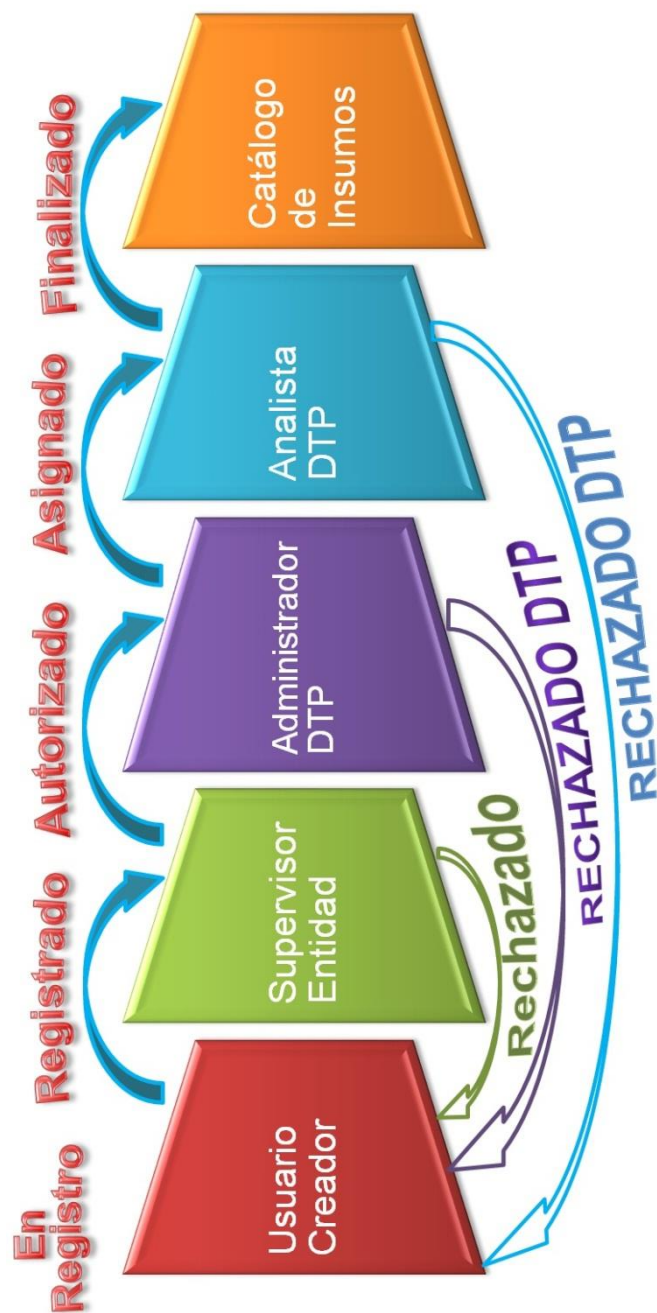 En
Registro
Registrado
Autorizado
Asignado
Finalizado
Usuario
Creador
Supervisor
Entidad
Administrador
DTP
Analista
DTP
Catálogo
de
Insumos
Rechazado
RECHAZADO DTP
RECHAZADO DTP